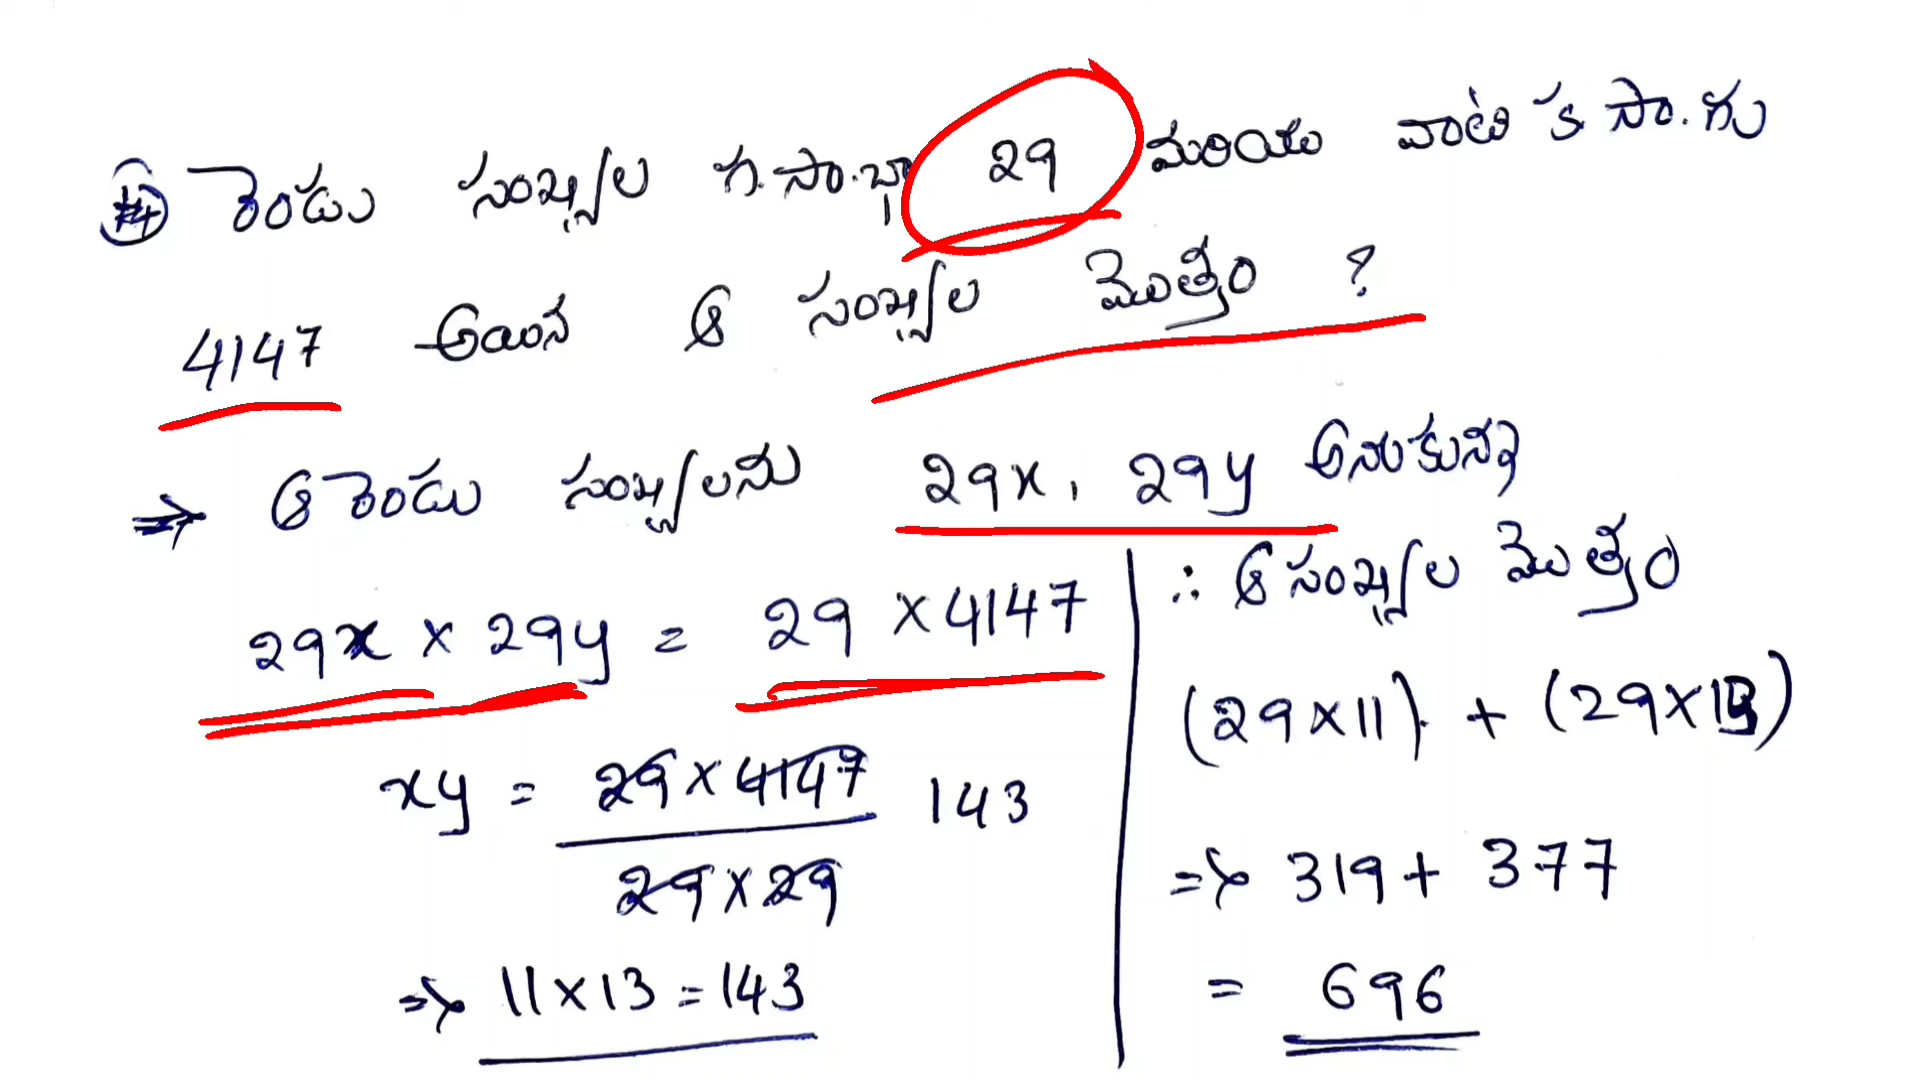 రెండు సంఖ్యల గ.సా.భా 29 మరియు వాటి క.సా.గు
4147 అయిన ఆ సంఖ్యల మొత్తం ?
⇒ ఆ రెండు సంఖ్యలను 29x, 29y అనుకున్న
29x × 29y = 29 × 4147
xy = 29 × 4147 143
29 × 29
⇒ 11 × 13 = 143
∴ ఆ సంఖ్యల మొత్తం
(29 × 11) + (29 × 13)
⇒ 319 + 377
= 696